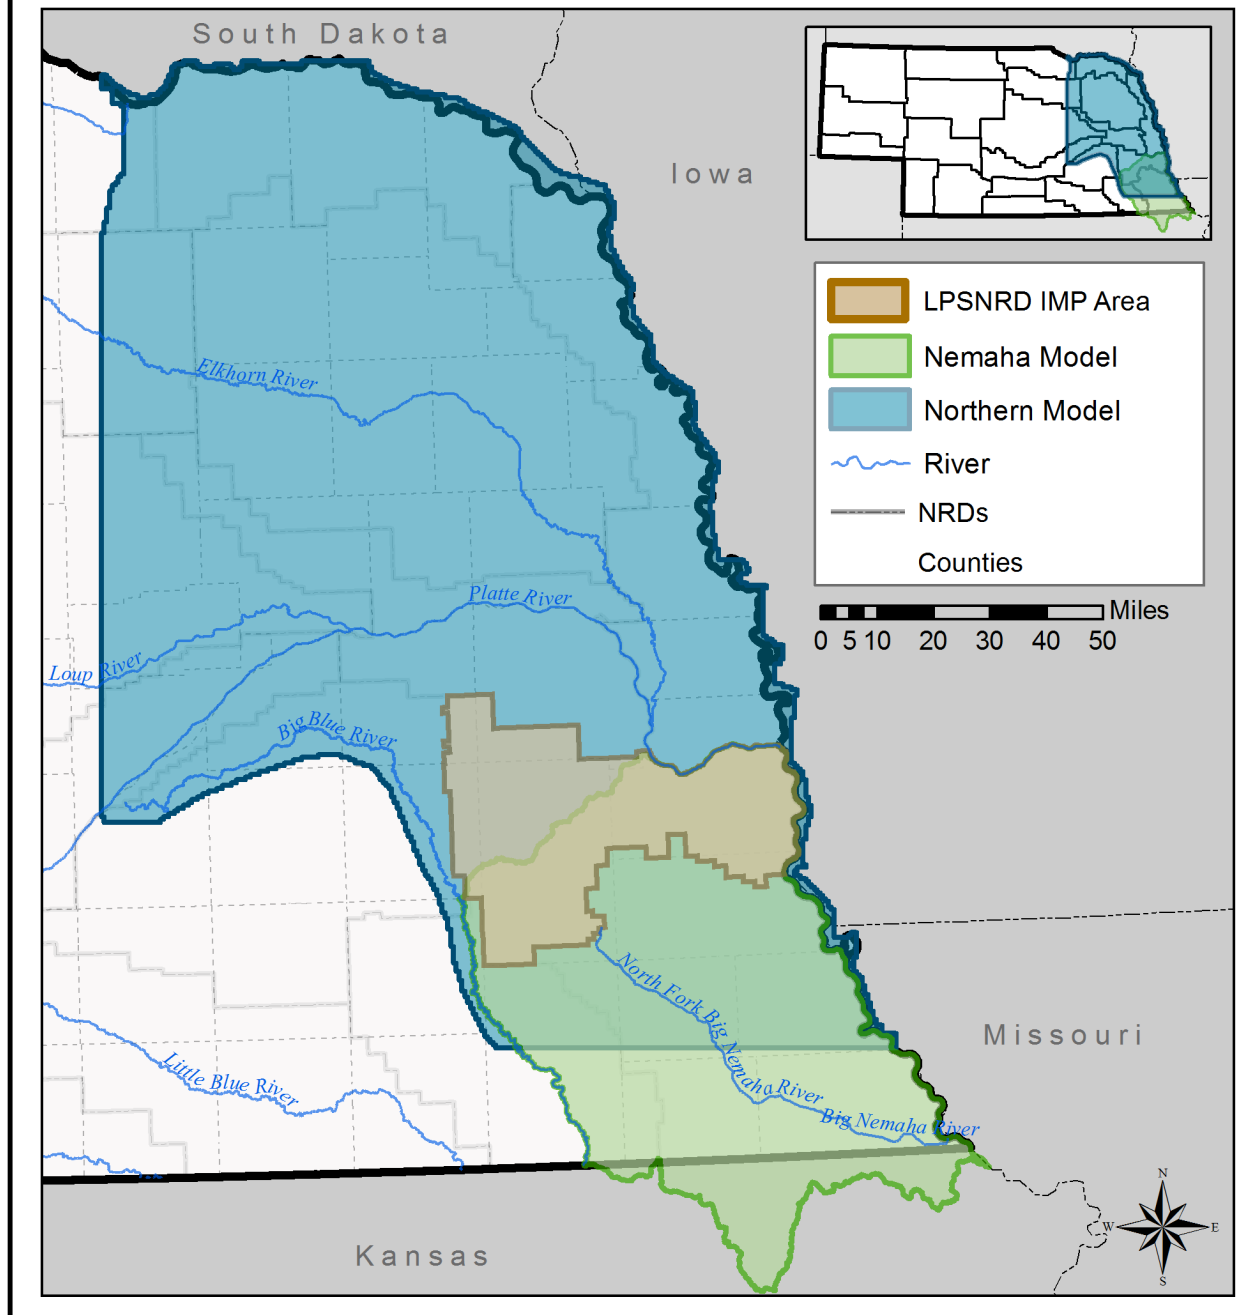 South Dakota
Iowa
LPSNRD IMP Area
Nemaha Model
Northern Model
River
NRDs
Counties
Miles
0 5 10 20 30 40 50
Elkhorn River
Platte River
Loup River
Big Blue River
North Fork Big Nemaha River
Big Nemaha River
Little Blue River
Missouri
Kansas
N
W E
S